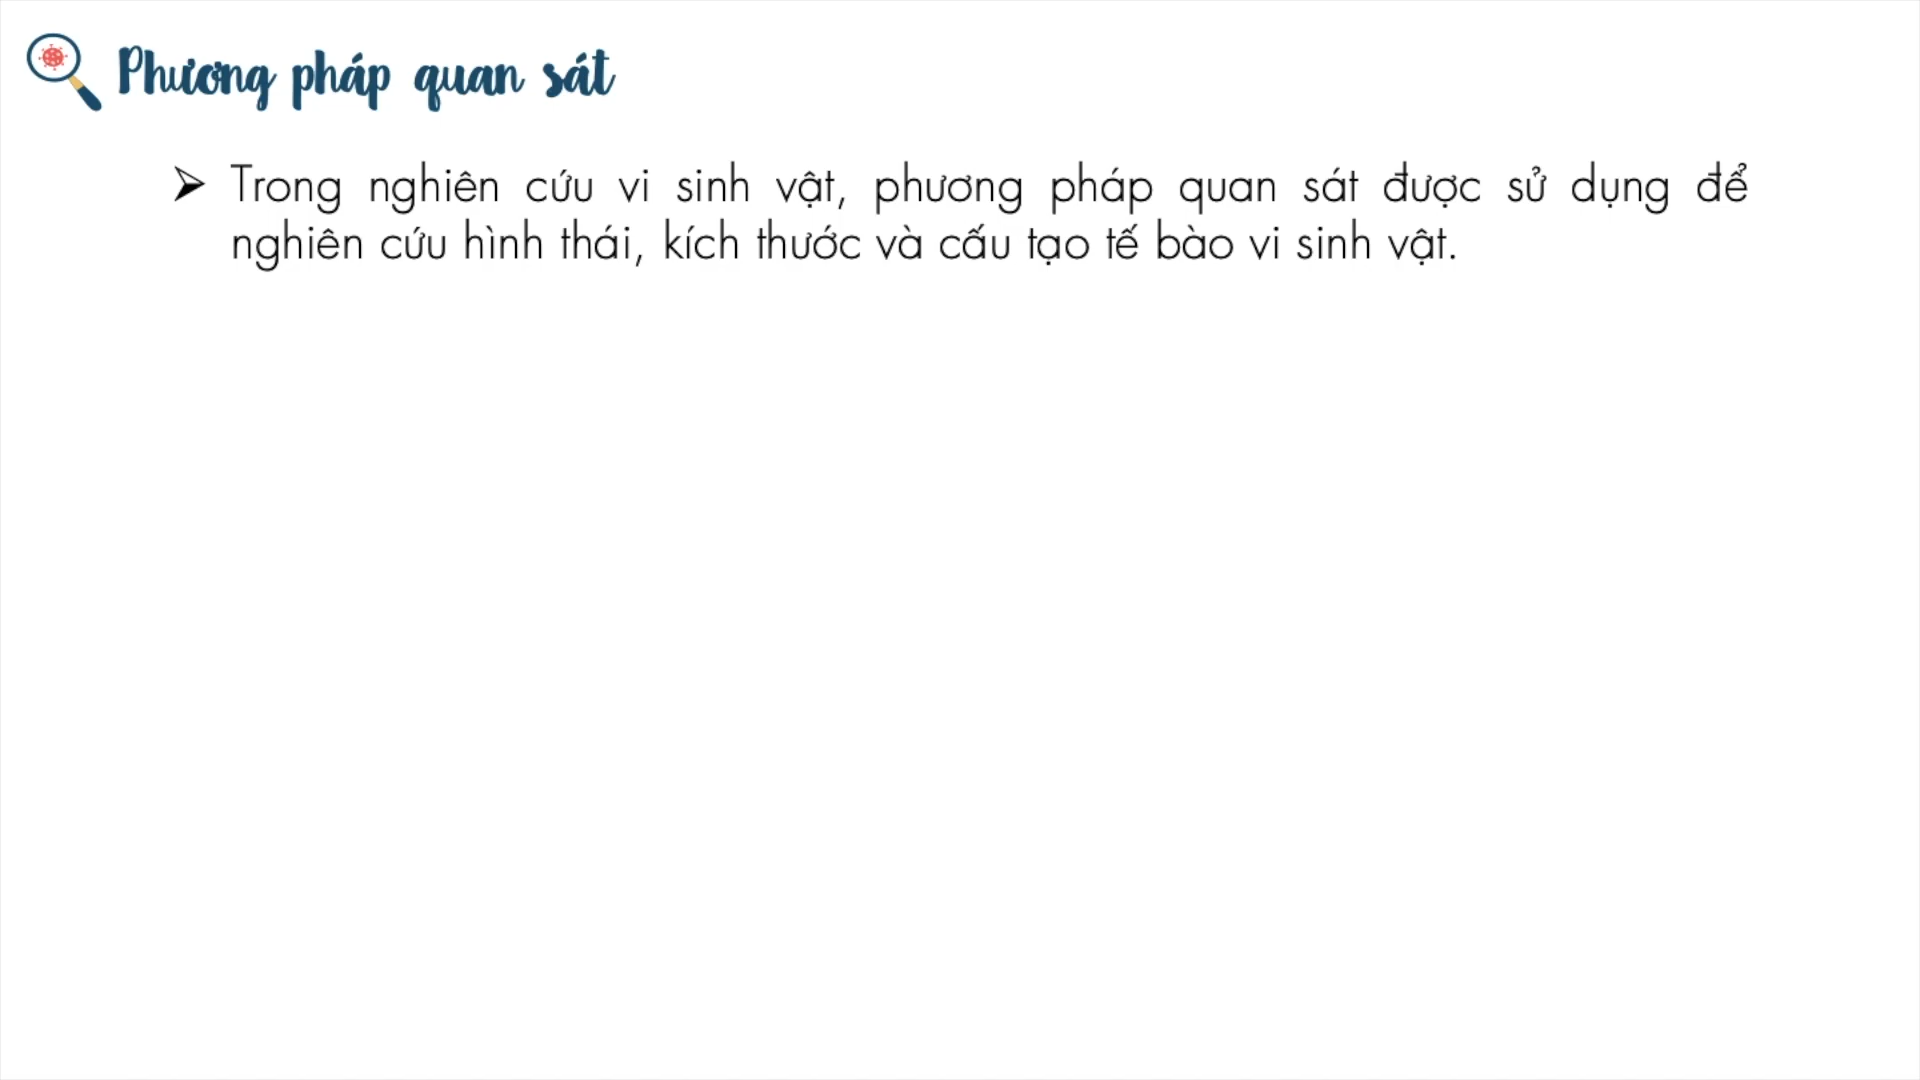 Phương pháp quan sát
Trong nghiên cứu vi sinh vật, phương pháp quan sát được sử dụng để
nghiên cứu hình thái, kích thước và cấu tạo tế bào vi sinh vật.